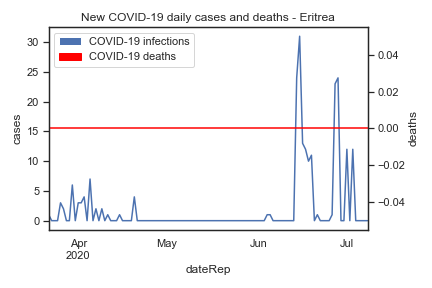 New COVID-19 daily cases and deaths - Eritrea
COVID-19 infections
COVID-19 deaths
30
25
20
15
10
5
0
cases
0.04
0.02
0.00
−0.02
−0.04
deaths
Apr
2020
May
Jun
Jul
dateRep